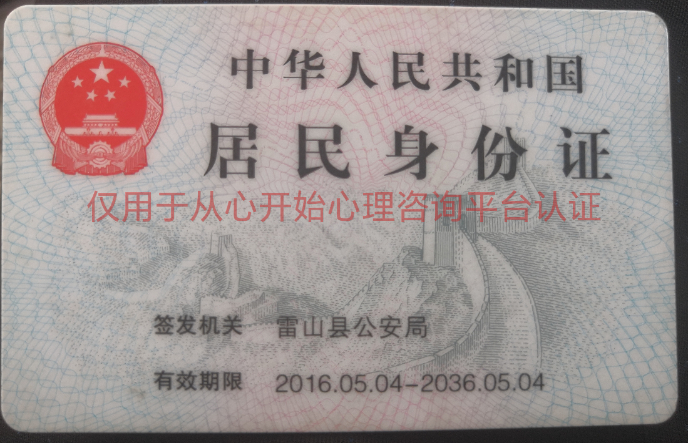 中华人民共和国
居民身份证
仅用于从心开始心理咨询平台认证
签发机关 雷山县公安局
有效期限 2016.05.04-2036.05.04